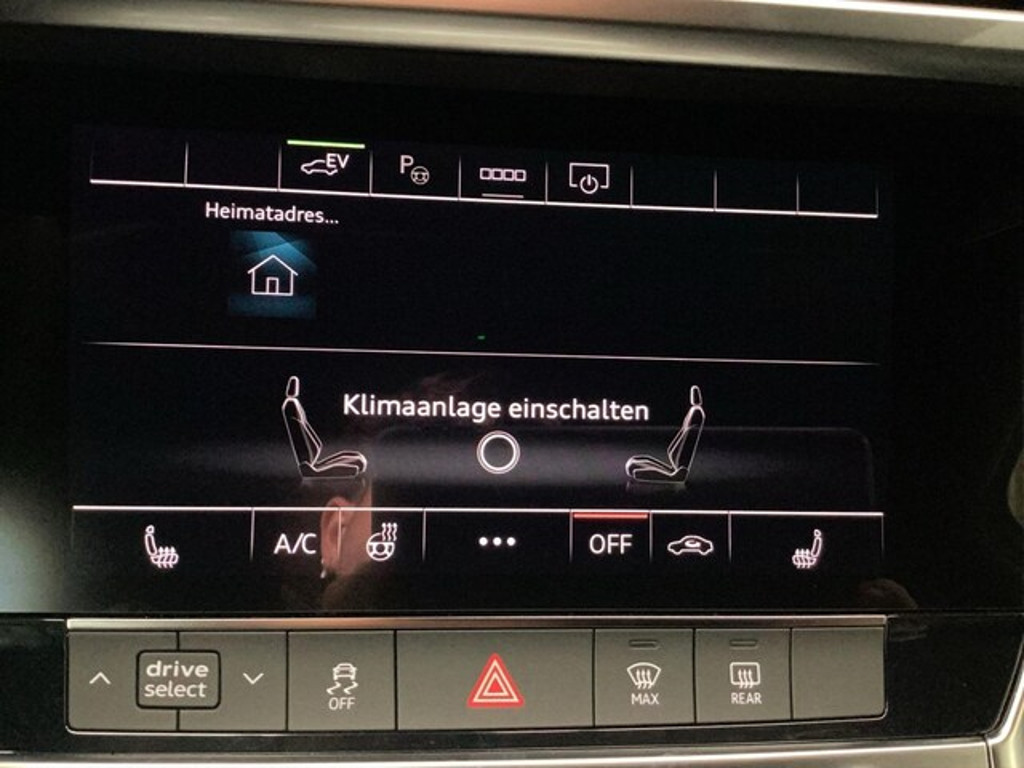 EV
P
Heimatadres...
Klimaanlage einschalten
A/C
OFF
drive
select
OFF
MAX
REAR